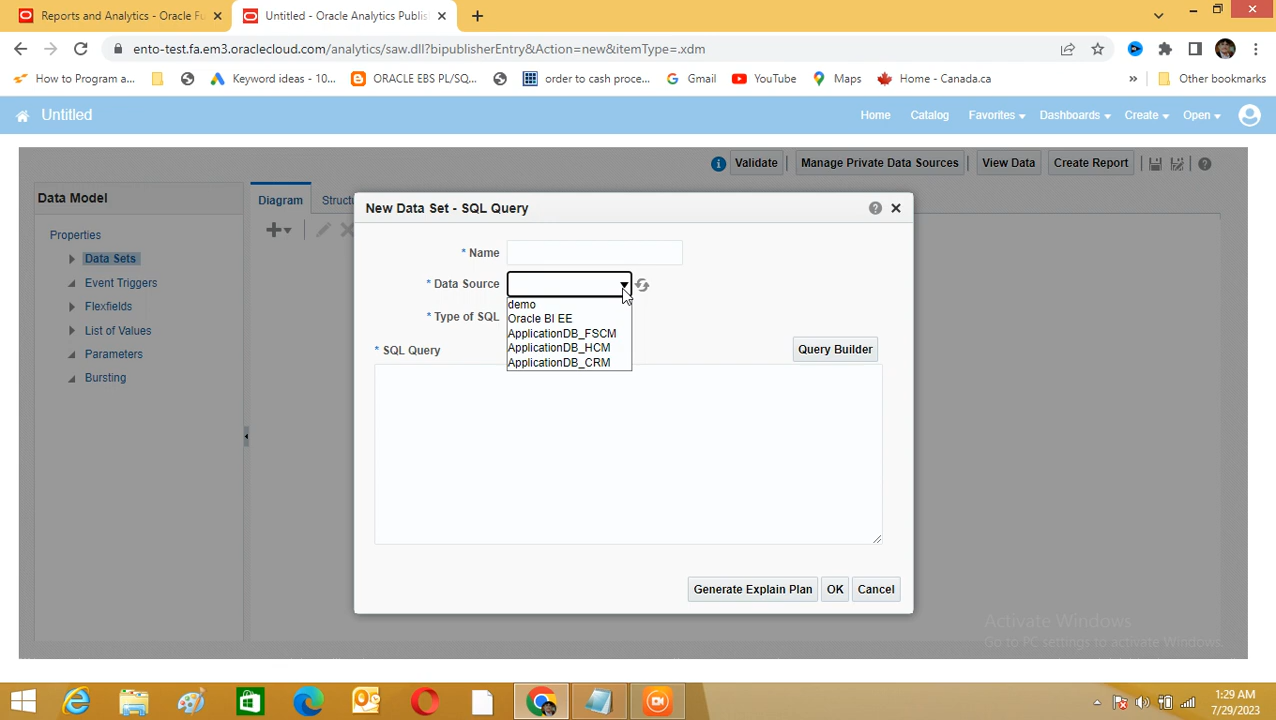 Reports and Analytics - Oracle Fu
Untitled - Oracle Analytics Publis
ento-test.fa.em3.oraclecloud.com/analytics/saw.dll?bipublisherEntry&Action=new&itemType=.xdm
How to Program a...
Keyword ideas - 10...
ORACLE EBS PL/SQ...
order to cash proce...
Gmail
YouTube
Maps
Home - Canada.ca
»
Other bookmarks
Untitled
Home
Catalog
Favorites
Dashboards
Create
Open
Validate
Manage Private Data Sources
View Data
Create Report
Data Model
Diagram
Structu
Properties
Data Sets
Event Triggers
Flexfields
List of Values
Parameters
Bursting
New Data Set - SQL Query
* Name
* Data Source
demo
Oracle BI EE
ApplicationDB_FSCM
ApplicationDB_HCM
ApplicationDB_CRM
* Type of SQL
* SQL Query
Query Builder
Generate Explain Plan
OK
Cancel
Activate Windows
Go to PC settings to activate Windows.
1:29 AM
7/29/2023